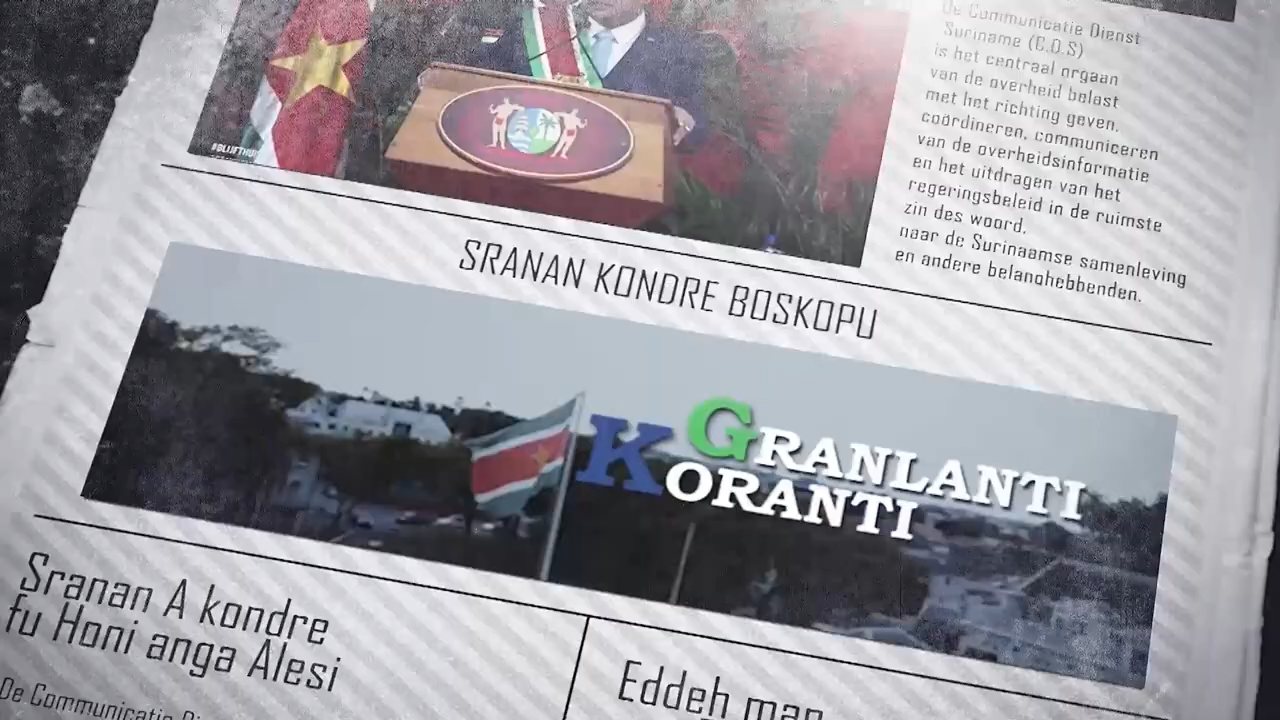 De Communicatie Dienst
Suriname (C.D.S)
is het centraal orgaan
van de overheid belast
met het richting geven.
coördineren, communiceren
van de overheidsinformatie
en het uitdragen van het
regeringsbeleid in de ruimste
zin des woord.
naar de Surinaamse samenleving
en andere belanghebbenden.
SRANAN KONDRE BOSKOPU
GRANLANTI
KORANTI
Sranan A kondre
fu Honi anga Alesi
De Communicatie
Eddeh man